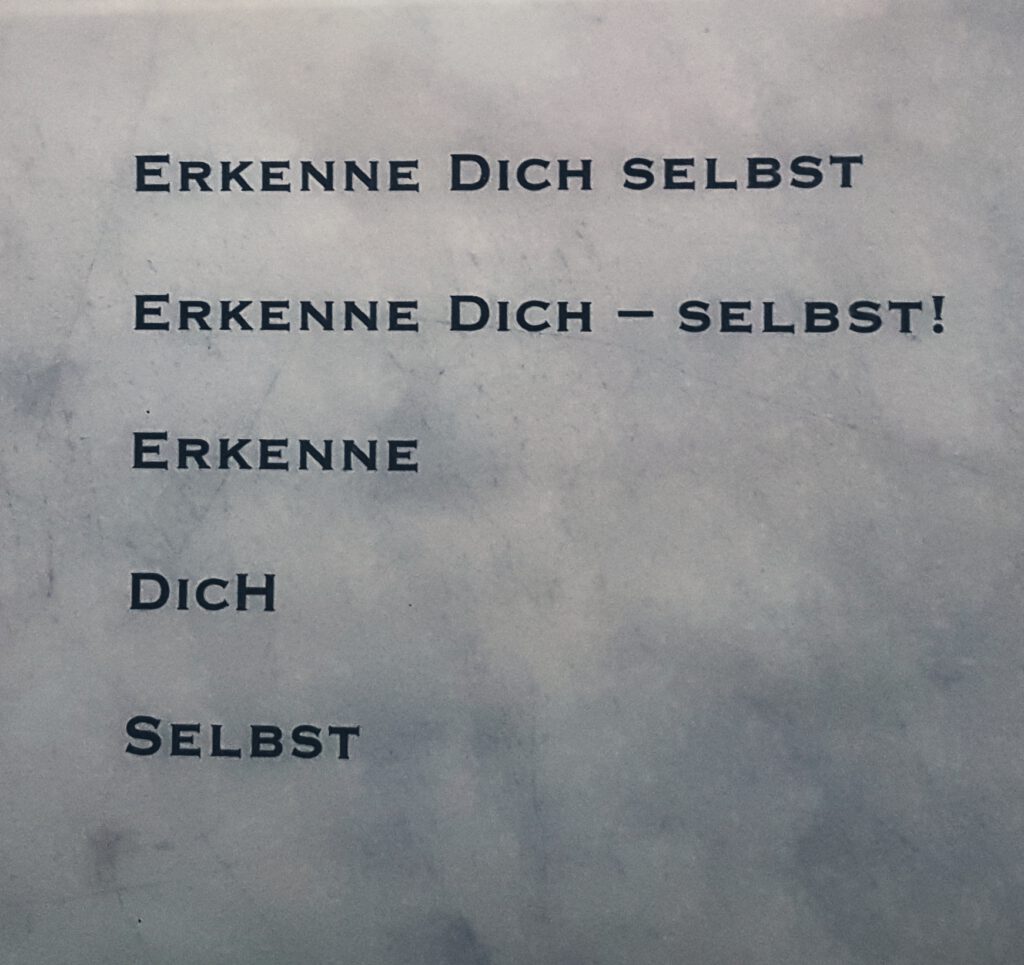 Erkenne Dich selbst
Erkenne Dich – selbst!
Erkenne
DicH
Selbst